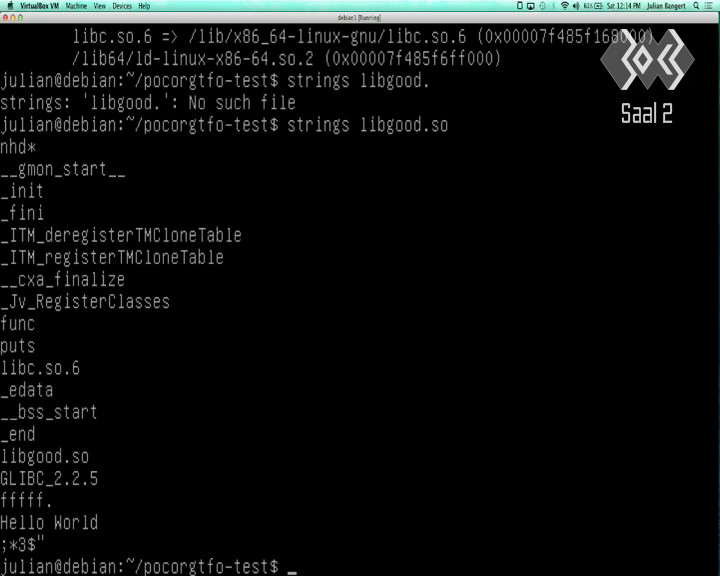 VirtualBox VM Machine View Devices Help
61% Sat 12:14 PM Julian Bangert
debian1 [Running]
libc.so.6 => /lib/x86_64-linux-gnu/libc.so.6 (0x00007f485f168000)
/lib64/ld-linux-x86-64.so.2 (0x00007f485f6ff000)
julian@debian:~/pocorgtfo-test$ strings libgood.
strings: 'libgood.': No such file
julian@debian:~/pocorgtfo-test$ strings libgood.so
nhd*
__gmon_start__
_init
_fini
_ITM_deregisterTMCloneTable
_ITM_registerTMCloneTable
__cxa_finalize
_Jv_RegisterClasses
func
puts
libc.so.6
_edata
__bss_start
_end
libgood.so
GLIBC_2.2.5
fffff.
Hello World
;*3$"
julian@debian:~/pocorgtfo-test$ _
Saal 2